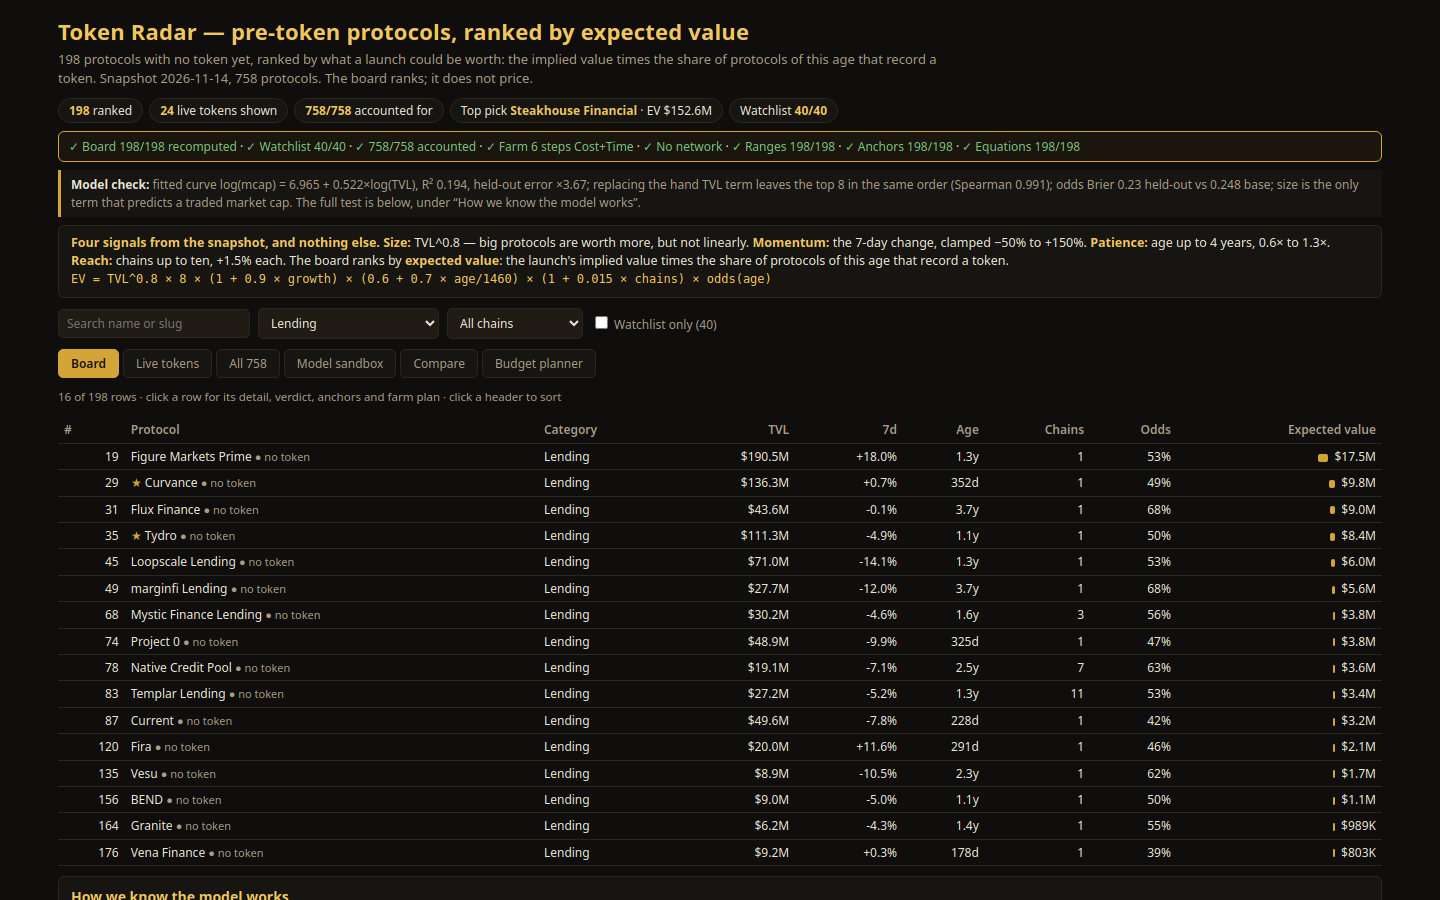 Token Radar — pre-token protocols, ranked by expected value
198 protocols with no token yet, ranked by what a launch could be worth: the implied value times the share of protocols of this age that record a
token. Snapshot 2026-11-14, 758 protocols. The board ranks; it does not price.
198 ranked 24 live tokens shown 758/758 accounted for Top pick Steakhouse Financial · EV $152.6M Watchlist 40/40
✓ Board 198/198 recomputed · ✓ Watchlist 40/40 · ✓ 758/758 accounted · ✓ Farm 6 steps Cost+Time · ✓ No network · ✓ Ranges 198/198 · ✓ Anchors 198/198 · ✓ Equations 198/198
Model check: fitted curve log(mcap) = 6.965 + 0.522×log(TVL), R² 0.194, held-out error ×3.67; replacing the hand TVL term leaves the top 8 in the same order (Spearman 0.991); odds Brier 0.23 held-out vs 0.248 base; size is the only
term that predicts a traded market cap. The full test is below, under “How we know the model works”.
Four signals from the snapshot, and nothing else. Size: TVL^0.8 — big protocols are worth more, but not linearly. Momentum: the 7-day change, clamped −50% to +150%. Patience: age up to 4 years, 0.6× to 1.3×.
Reach: chains up to ten, +1.5% each. The board ranks by expected value: the launch's implied value times the share of protocols of this age that record a token.
EV = TVL^0.8 × 8 × (1 + 0.9 × growth) × (0.6 + 0.7 × age/1460) × (1 + 0.015 × chains) × odds(age)
Search name or slug Lending All chains Watchlist only (40)
Board Live tokens All 758 Model sandbox Compare Budget planner
16 of 198 rows · click a row for its detail, verdict, anchors and farm plan · click a header to sort
# Protocol Category TVL 7d Age Chains Odds Expected value
19 Figure Markets Prime ● no token Lending $190.5M +18.0% 1.3y 1 53% $17.5M
29 ★ Curvance ● no token Lending $136.3M +0.7% 352d 1 49% $9.8M
31 Flux Finance ● no token Lending $43.6M -0.1% 3.7y 1 68% $9.0M
35 ★ Tydro ● no token Lending $111.3M -4.9% 1.1y 1 50% $8.4M
45 Loopscale Lending ● no token Lending $71.0M -14.1% 1.3y 1 53% $6.0M
49 marginfi Lending ● no token Lending $27.7M -12.0% 3.7y 1 68% $5.6M
68 Mystic Finance Lending ● no token Lending $30.2M -4.6% 1.6y 3 56% $3.8M
74 Project 0 ● no token Lending $48.9M -9.9% 325d 1 47% $3.8M
78 Native Credit Pool ● no token Lending $19.1M -7.1% 2.5y 7 63% $3.6M
83 Templar Lending ● no token Lending $27.2M -5.2% 1.3y 11 53% $3.4M
87 Current ● no token Lending $49.6M -7.8% 228d 1 42% $3.2M
120 Fira ● no token Lending $20.0M +11.6% 291d 1 46% $2.1M
135 Vesu ● no token Lending $8.9M -10.5% 2.3y 1 62% $1.7M
156 BEND ● no token Lending $9.0M -5.0% 1.1y 1 50% $1.1M
164 Granite ● no token Lending $6.2M -4.3% 1.4y 1 55% $989K
176 Vena Finance ● no token Lending $9.2M +0.3% 178d 1 39% $803K
How we know the model works